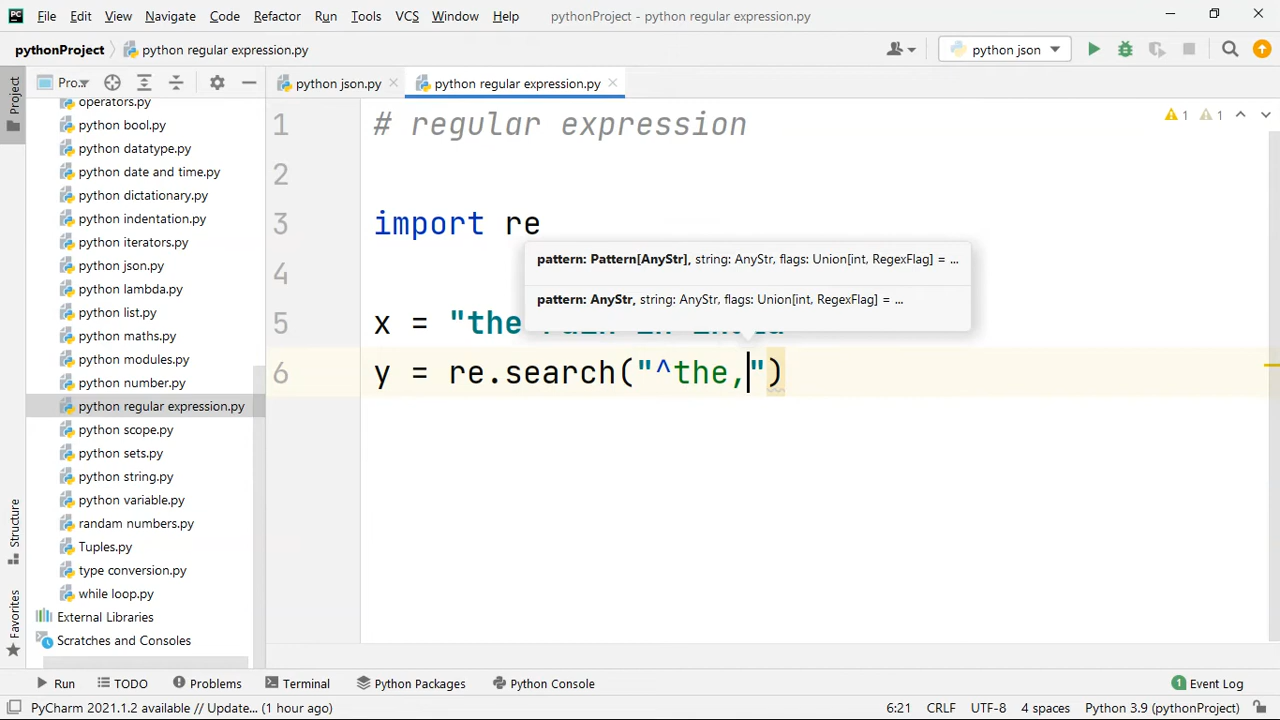 File Edit View Navigate Code Refactor Run Tools VCS Window Help pythonProject - python regular expression.py
pythonProject python regular expression.py python json
Project Pro... python json.py python regular expression.py
operators.py
python bool.py
python datatype.py
python date and time.py
python dictationary.py
python indentation.py
python iterators.py
python json.py
python lambda.py
python list.py
python maths.py
python modules.py
python number.py
python regular expression.py
python scope.py
python sets.py
python string.py
python variable.py
randam numbers.py
Tuples.py
type conversion.py
while loop.py
External Libraries
Scratches and Consoles
Structure
Favorites
1 # regular expression 1 1
2
3 import re
pattern: Pattern[AnyStr], string: AnyStr, flags: Union[int, RegexFlag] = ...
4
pattern: AnyStr, string: AnyStr, flags: Union[int, RegexFlag] = ...
5 x = "the
6 y = re.search("^the,")
Run TODO Problems Terminal Python Packages Python Console 1 Event Log
PyCharm 2021.1.2 available // Update... (1 hour ago) 6:21 CRLF UTF-8 4 spaces Python 3.9 (pythonProject)